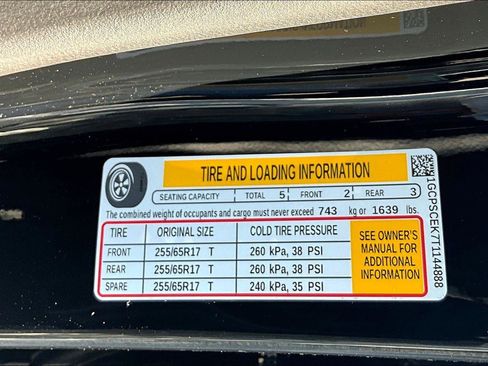 TIRE AND LOADING INFORMATION
SEATING CAPACITY TOTAL 5 FRONT 2 REAR 3
The combined weight of occupants and cargo must never exceed 743 kg or 1639 lbs.
TIRE ORIGINAL SIZE COLD TIRE PRESSURE
FRONT 255/65R17 T 260 kPa, 38 PSI
REAR 255/65R17 T 260 kPa, 38 PSI
SPARE 255/65R17 T 240 kPa, 35 PSI
SEE OWNER'S
MANUAL FOR
ADDITIONAL
INFORMATION
1GCPSCEK7T1144888